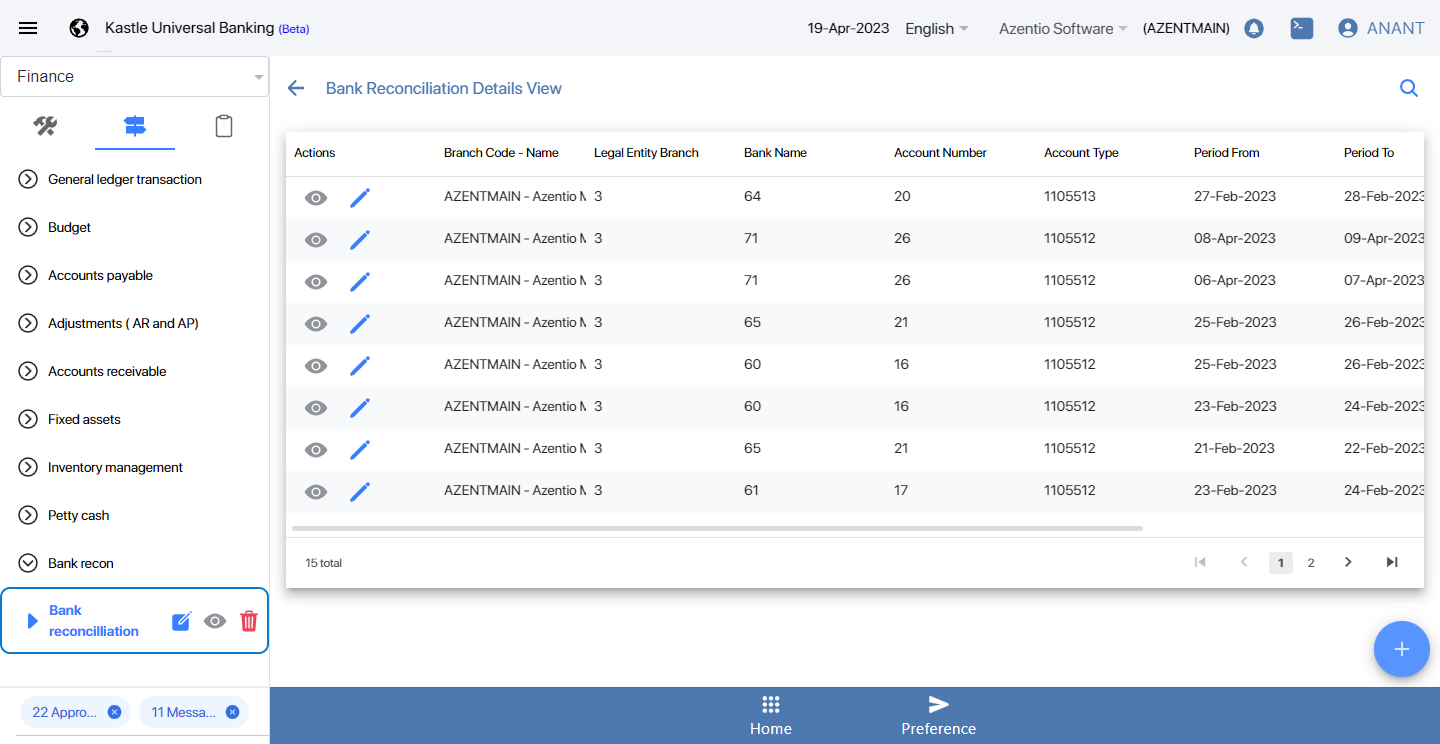 Kastle Universal Banking (Beta)
19-Apr-2023 English Azentio Software (AZENTMAIN) ANANT
Finance
General ledger transaction
Budget
Accounts payable
Adjustments ( AR and AP)
Accounts receivable
Fixed assets
Inventory management
Petty cash
Bank recon
Bank
reconcilliation
22 Appro... 11 Messa...
Bank Reconciliation Details View
Actions Branch Code - Name Legal Entity Branch Bank Name Account Number Account Type Period From Period To
AZENTMAIN - Azentio M 3 64 20 1105513 27-Feb-2023 28-Feb-2023
AZENTMAIN - Azentio M 3 71 26 1105512 08-Apr-2023 09-Apr-2023
AZENTMAIN - Azentio M 3 71 26 1105512 06-Apr-2023 07-Apr-2023
AZENTMAIN - Azentio M 3 65 21 1105512 25-Feb-2023 26-Feb-2023
AZENTMAIN - Azentio M 3 60 16 1105512 25-Feb-2023 26-Feb-2023
AZENTMAIN - Azentio M 3 60 16 1105512 23-Feb-2023 24-Feb-2023
AZENTMAIN - Azentio M 3 65 21 1105512 21-Feb-2023 22-Feb-2023
AZENTMAIN - Azentio M 3 61 17 1105512 23-Feb-2023 24-Feb-2023
15 total 1 2
Home Preference